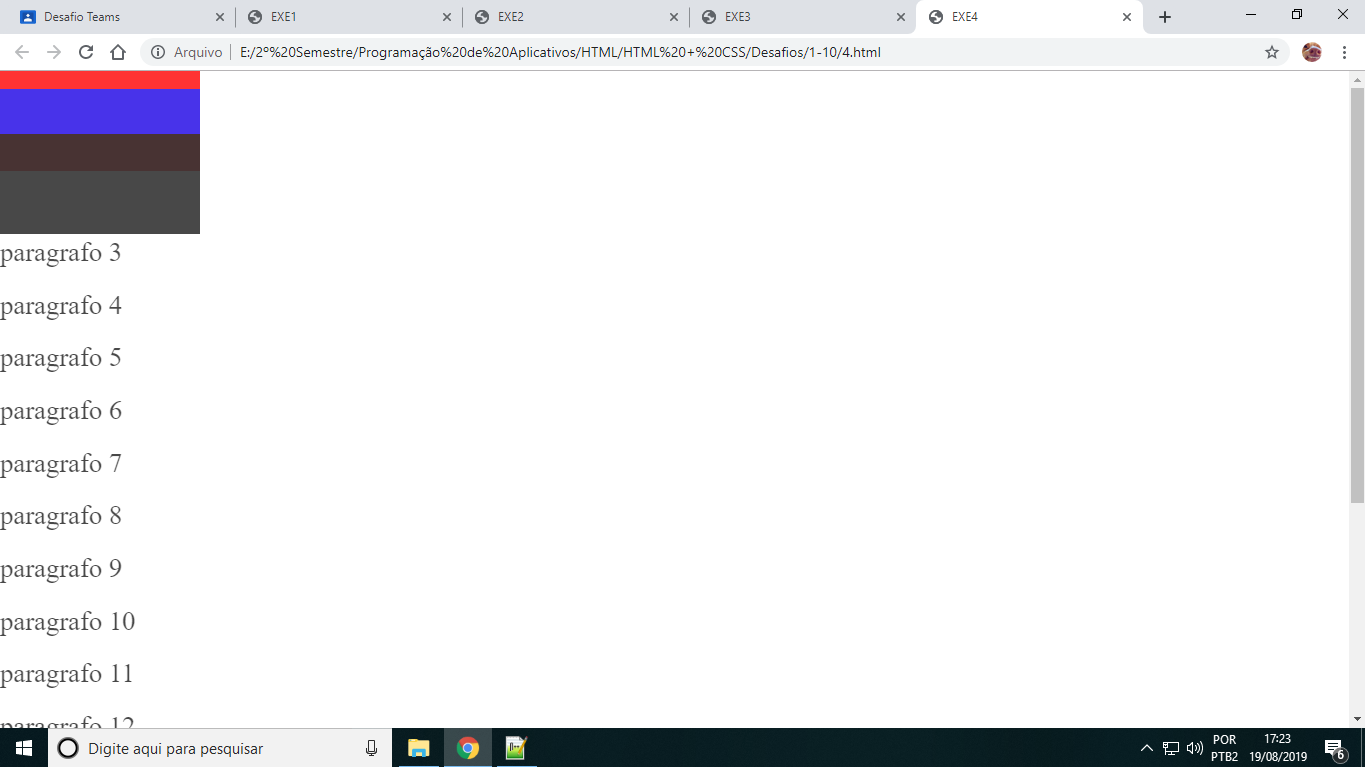 Desafio Teams
EXE1
EXE2
EXE3
EXE4
Arquivo E:/2º%20Semestre/Programação%20de%20Aplicativos/HTML/HTML%20+%20CSS/Desafios/1-10/4.html
paragrafo 3
paragrafo 4
paragrafo 5
paragrafo 6
paragrafo 7
paragrafo 8
paragrafo 9
paragrafo 10
paragrafo 11
paragrafo 12
Digite aqui para pesquisar
POR
PTB2
17:23
19/08/2019
6